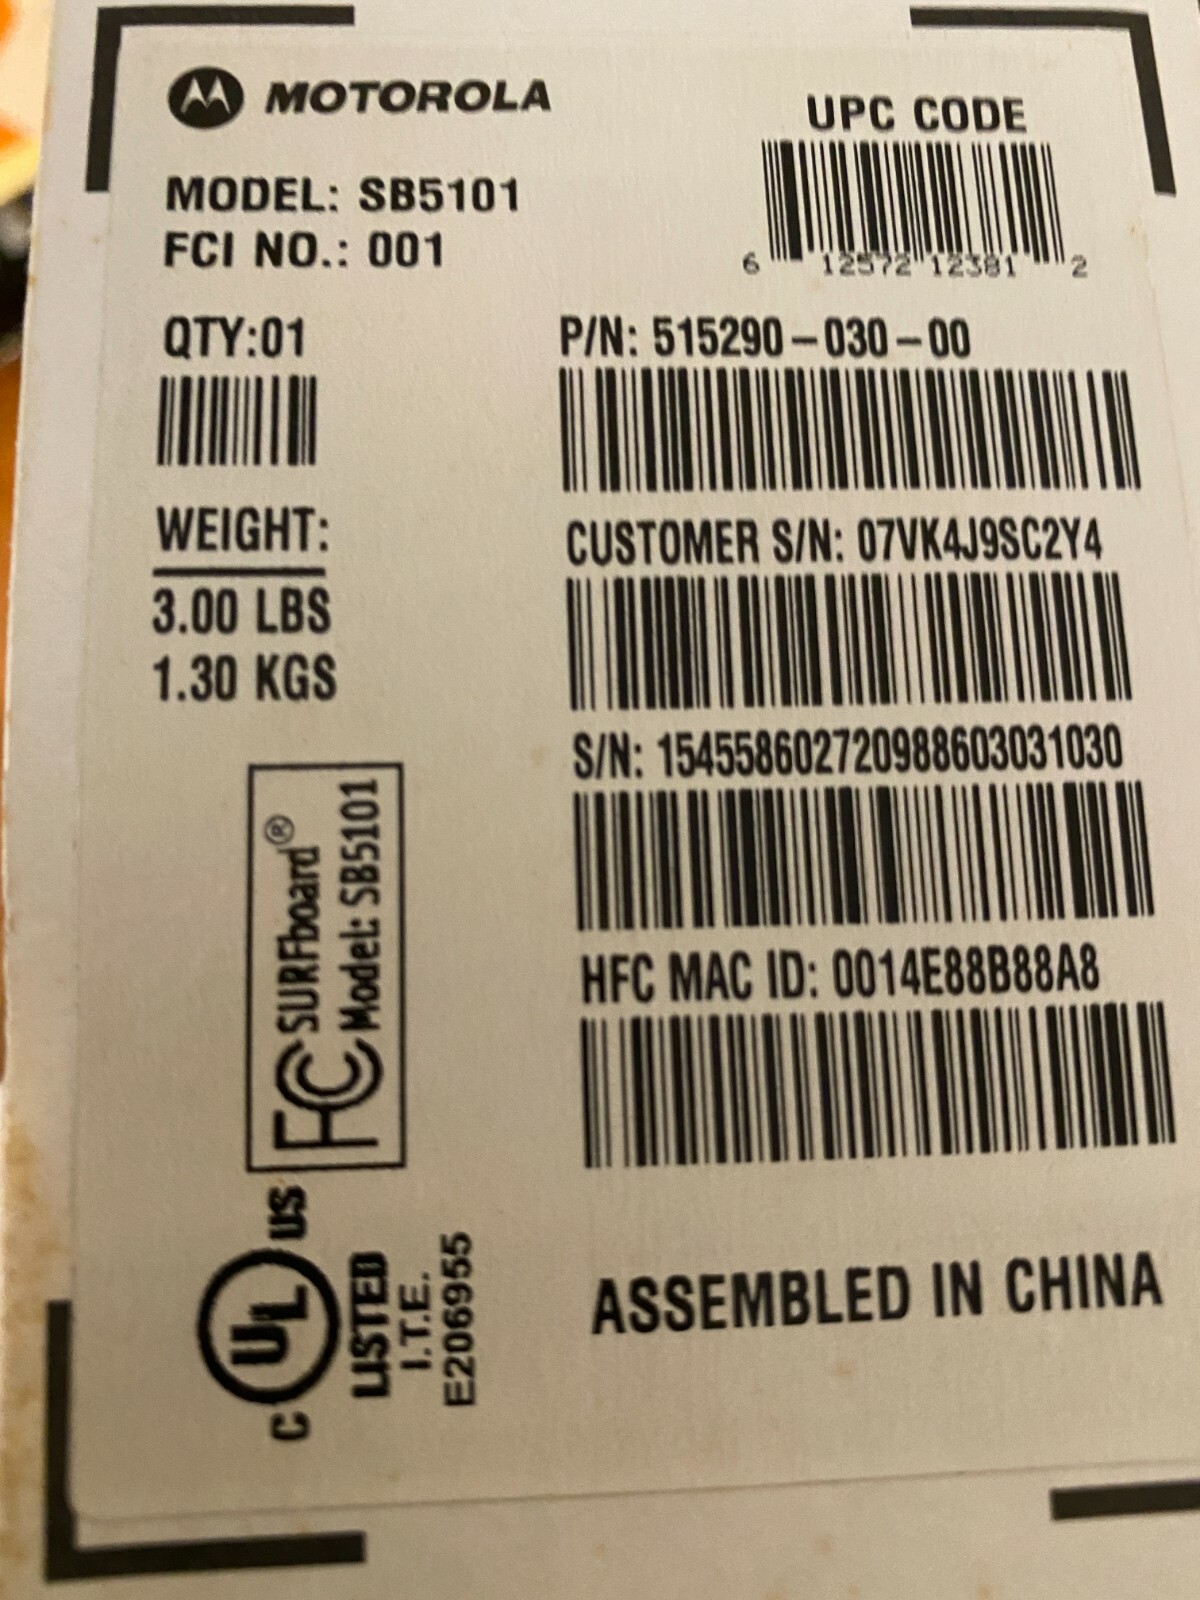 MOTOROLA
UPC CODE
6 12572 12381 2
MODEL: SB5101
FCI NO.: 001
QTY:01
P/N: 515290-030-00
WEIGHT:
3.00 LBS
1.30 KGS
CUSTOMER S/N: 07VK4J9SC2Y4
S/N: 154558602720988603031030
HFC MAC ID: 0014E88B88A8
FC SURFboard®
Model: SB5101
C UL US
LISTED
I.T.E.
E206955
ASSEMBLED IN CHINA